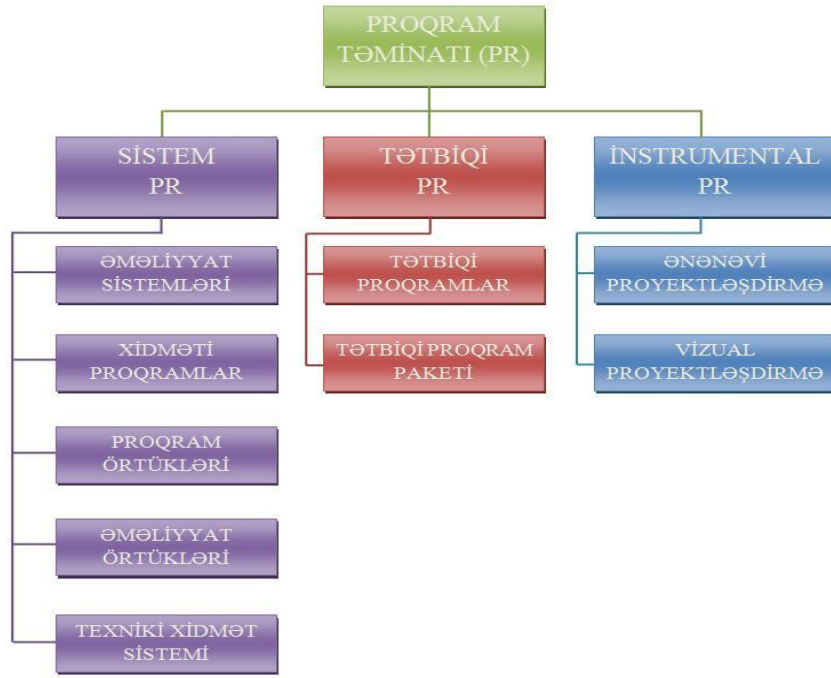 PROQRAM
TƏMİNATI (PR)
SİSTEM
PR
TƏTBİQİ
PR
İNSTRUMENTAL
PR
ƏMƏLİYYAT
SİSTEMLƏRİ
XİDMƏTİ
PROQRAMLAR
PROQRAM
ÖRTÜKLƏRİ
ƏMƏLİYYAT
ÖRTÜKLƏRİ
TEXNİKİ XİDMƏT
SİSTEMİ
TƏTBİQİ
PROQRAMLAR
TƏTBİQİ PROQRAM
PAKETİ
ƏNƏNƏVİ
PROYEKTLƏŞDİRMƏ
VİZUAL
PROYEKTLƏŞDİRMƏ